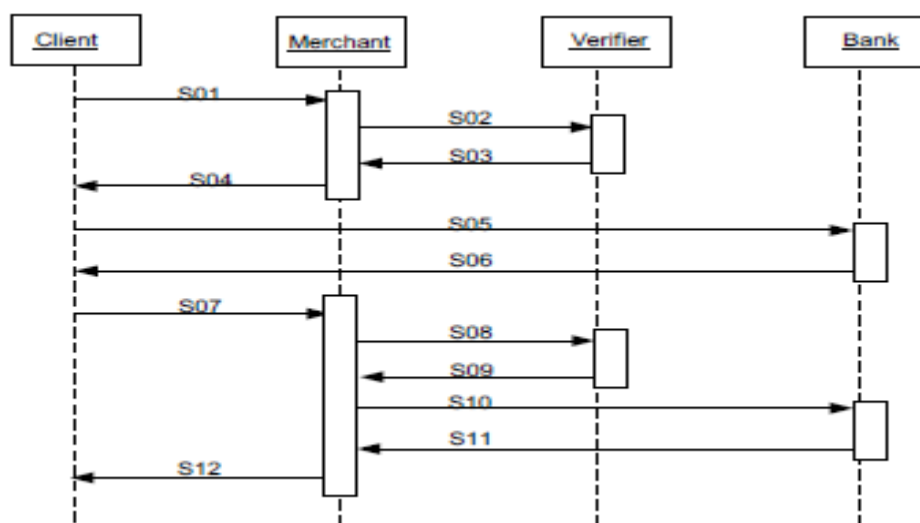 Client
Merchant
Verifier
Bank
S01
S02
S03
S04
S05
S06
S07
S08
S09
S10
S11
S12